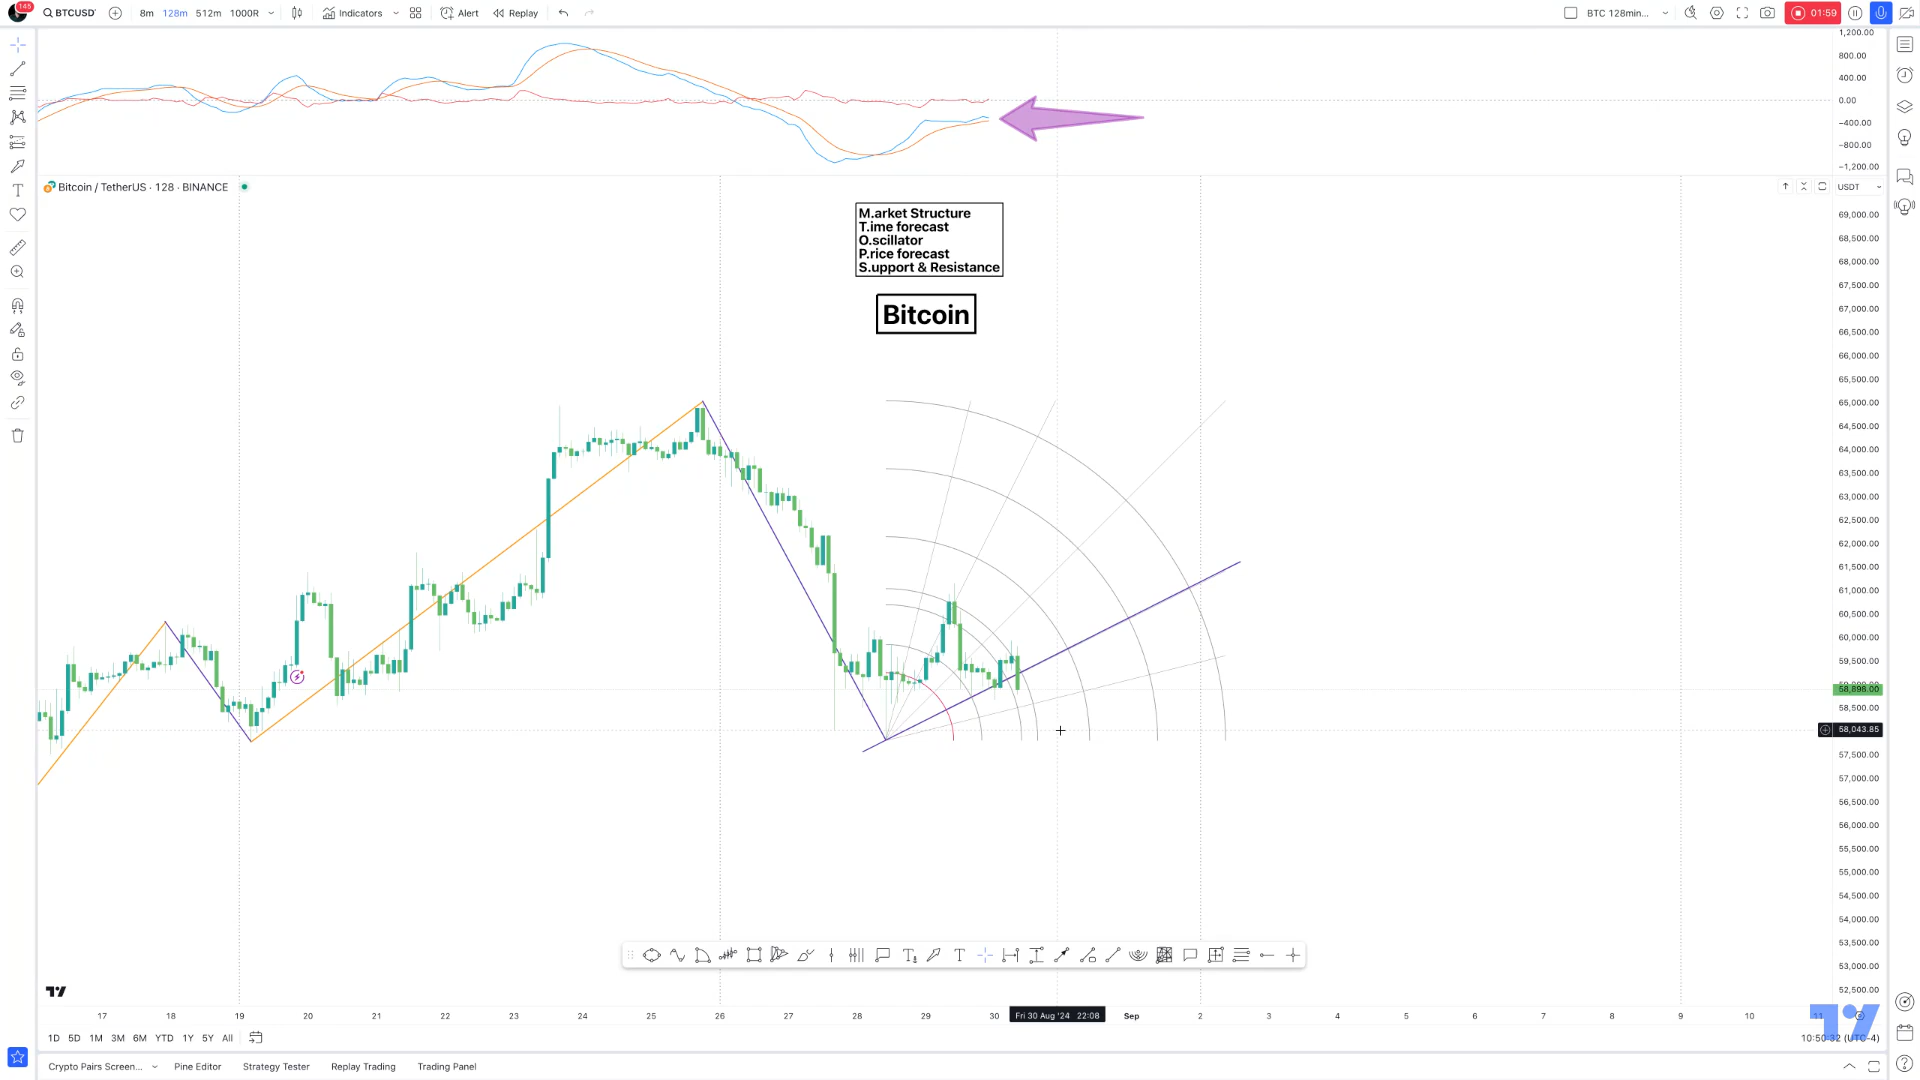 145
BTCUSDT
8m
128m
512m
1000R
Indicators
Alert
Replay
BTC 128min...
01:59
1,200.00
800.00
400.00
0.00
−400.00
−800.00
−1,200.00
Bitcoin / TetherUS · 128 · BINANCE
USDT
M.arket Structure
T.ime forecast
O.scillator
P.rice forecast
S.upport & Resistance
Bitcoin
69,000.00
68,500.00
68,000.00
67,500.00
67,000.00
66,500.00
66,000.00
65,500.00
65,000.00
64,500.00
64,000.00
63,500.00
63,000.00
62,500.00
62,000.00
61,500.00
61,000.00
60,500.00
60,000.00
59,500.00
58,898.00
58,500.00
58,043.85
57,500.00
57,000.00
56,500.00
56,000.00
55,500.00
55,000.00
54,500.00
54,000.00
53,500.00
53,000.00
52,500.00
17
18
19
20
21
22
23
24
25
26
27
28
29
30
Fri 30 Aug '24 22:08
Sep
2
3
4
5
6
7
8
9
10
11
1D
5D
1M
3M
6M
YTD
1Y
5Y
All
10:50:32 (UTC-4)
Crypto Pairs Screen...
Pine Editor
Strategy Tester
Replay Trading
Trading Panel